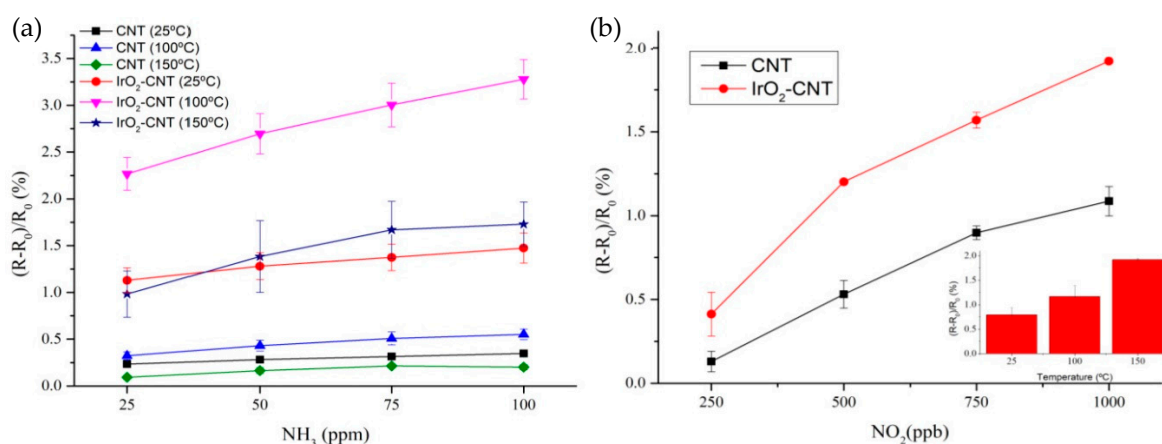 (a)
CNT (25ºC)
CNT (100ºC)
CNT (150ºC)
IrO₂-CNT (25ºC)
IrO₂-CNT (100ºC)
IrO₂-CNT (150ºC)
(R-R₀)/R₀ (%)
3.5
3.0
2.5
2.0
1.5
1.0
0.5
0.0
25
50
75
100
NH₃ (ppm)
(b)
CNT
IrO₂-CNT
(R-R₀)/R₀ (%)
2.0
1.5
1.0
0.5
0.0
250
500
750
1000
NO₂(ppb)
(R-R₀)/R₀ (%)
2.0
1.5
1.0
0.5
0.0
25
100
150
Temperature (ºC)